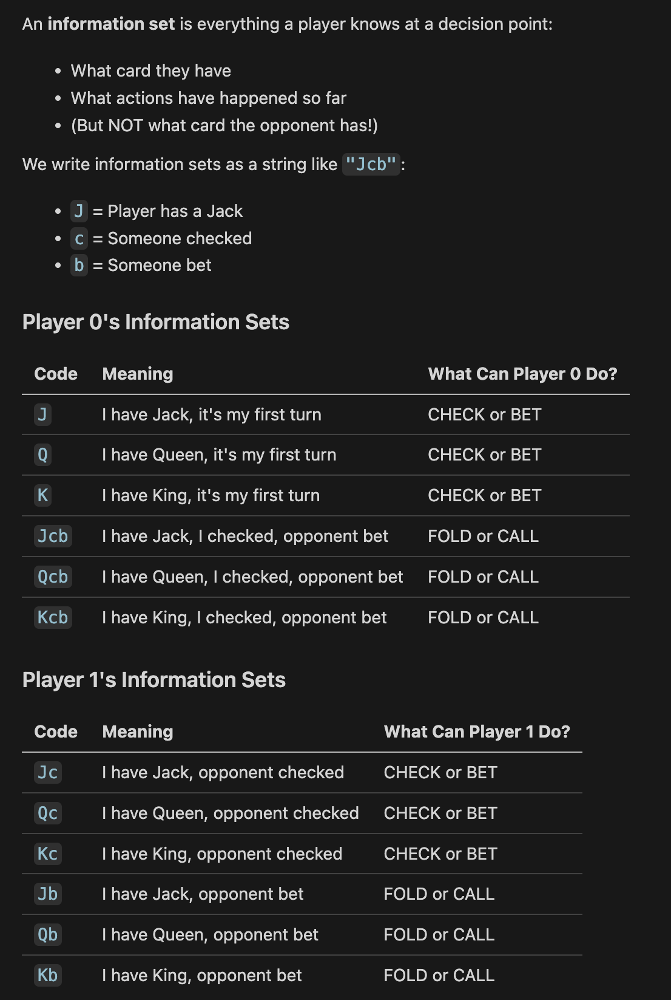 An information set is everything a player knows at a decision point:
• What card they have
• What actions have happened so far
• (But NOT what card the opponent has!)
We write information sets as a string like "Jcb":
• J = Player has a Jack
• c = Someone checked
• b = Someone bet
Player 0's Information Sets
Code Meaning What Can Player 0 Do?
J I have Jack, it's my first turn CHECK or BET
Q I have Queen, it's my first turn CHECK or BET
K I have King, it's my first turn CHECK or BET
Jcb I have Jack, I checked, opponent bet FOLD or CALL
Qcb I have Queen, I checked, opponent bet FOLD or CALL
Kcb I have King, I checked, opponent bet FOLD or CALL
Player 1's Information Sets
Code Meaning What Can Player 1 Do?
Jc I have Jack, opponent checked CHECK or BET
Qc I have Queen, opponent checked CHECK or BET
Kc I have King, opponent checked CHECK or BET
Jb I have Jack, opponent bet FOLD or CALL
Qb I have Queen, opponent bet FOLD or CALL
Kb I have King, opponent bet FOLD or CALL